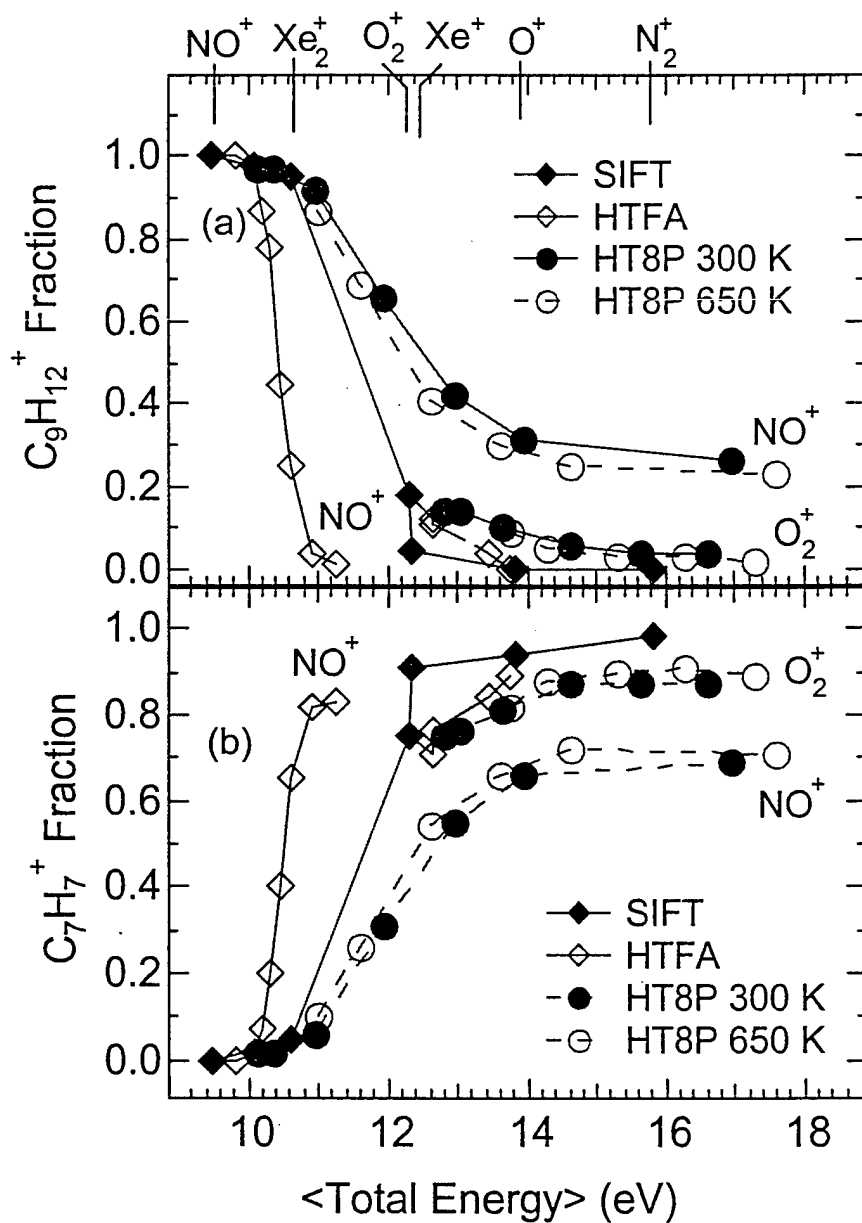 NO⁺ Xe₂⁺ O₂⁺ Xe⁺ O⁺ N₂⁺
1.0
0.8
0.6
0.4
0.2
0.0
C₉H₁₂⁺ Fraction
(a)
SIFT
HTFA
HT8P 300 K
HT8P 650 K
NO⁺
NO⁺
O₂⁺
1.0
0.8
0.6
0.4
0.2
0.0
C₇H₇⁺ Fraction
(b)
NO⁺
O₂⁺
NO⁺
SIFT
HTFA
HT8P 300 K
HT8P 650 K
10 12 14 16 18
<Total Energy> (eV)